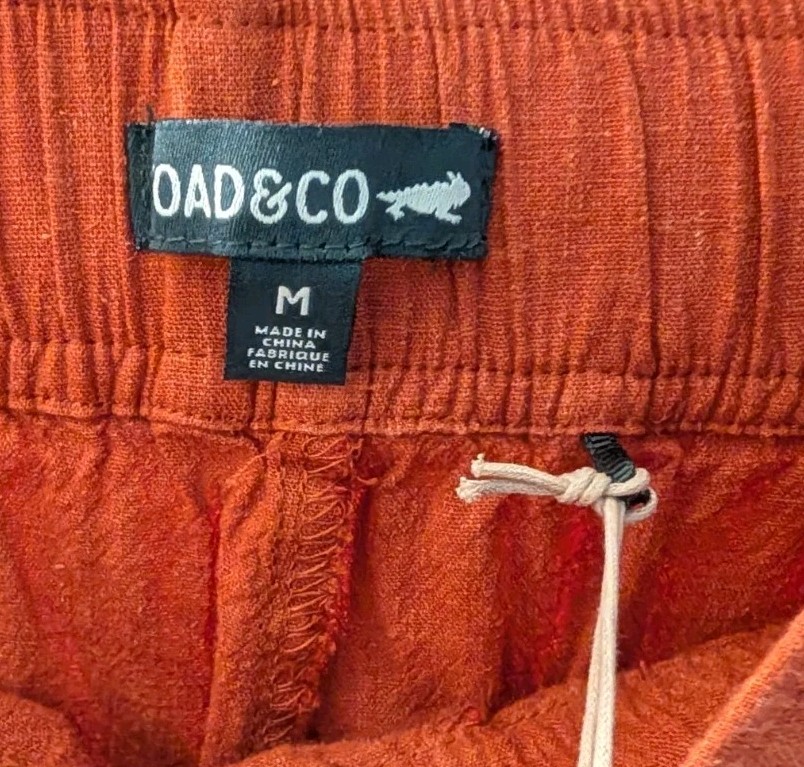 OAD&CO
M
MADE IN
CHINA
FABRIQUE
EN CHINE